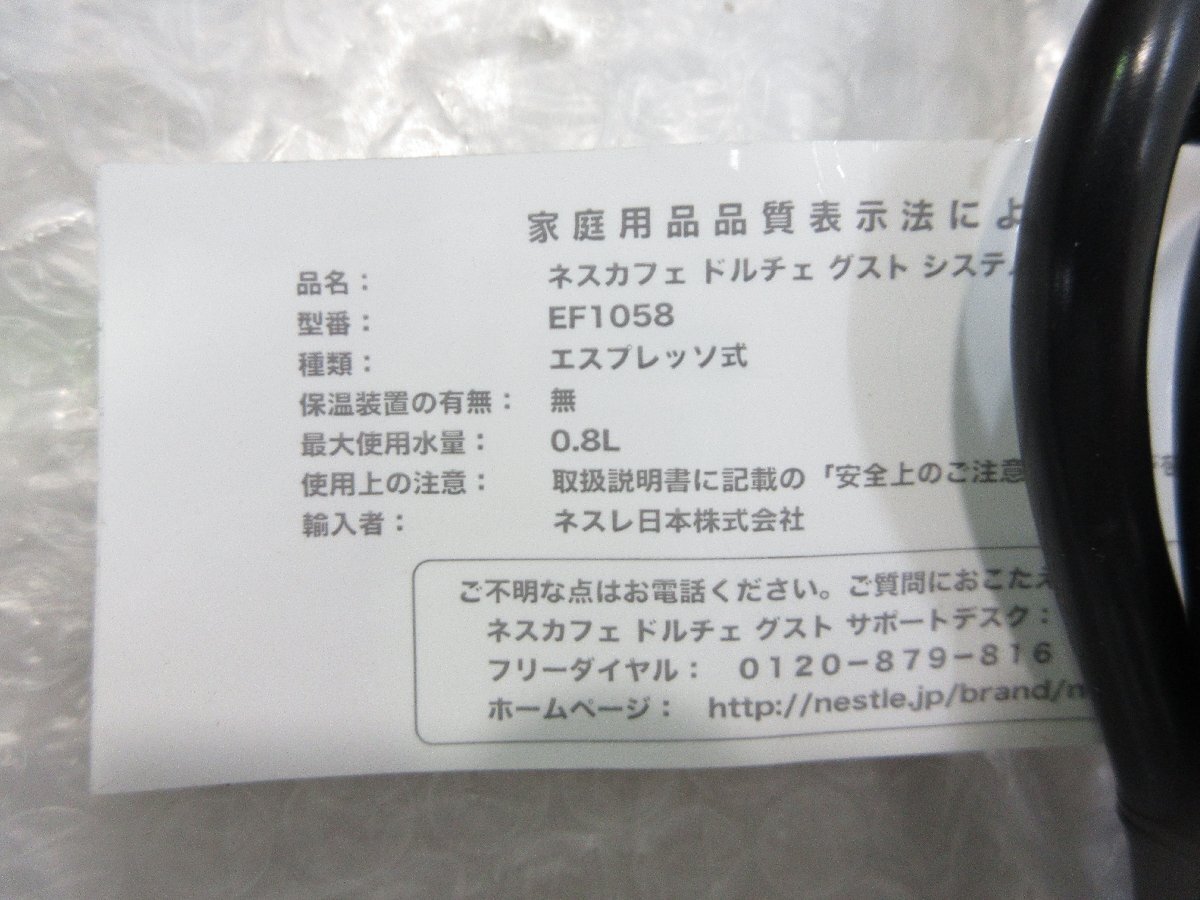 家庭用品品質表示法によ
品名： ネスカフェ ドルチェ グスト システム
型番： EF1058
種類： エスプレッソ式
保温装置の有無： 無
最大使用水量： 0.8L
使用上の注意： 取扱説明書に記載の「安全上のご注意
輸入者： ネスレ日本株式会社
ご不明な点はお電話ください。ご質問におこたえ
ネスカフェ ドルチェ グスト サポートデスク：
フリーダイヤル： 0120-879-816
ホームページ： http://nestle.jp/brand/n